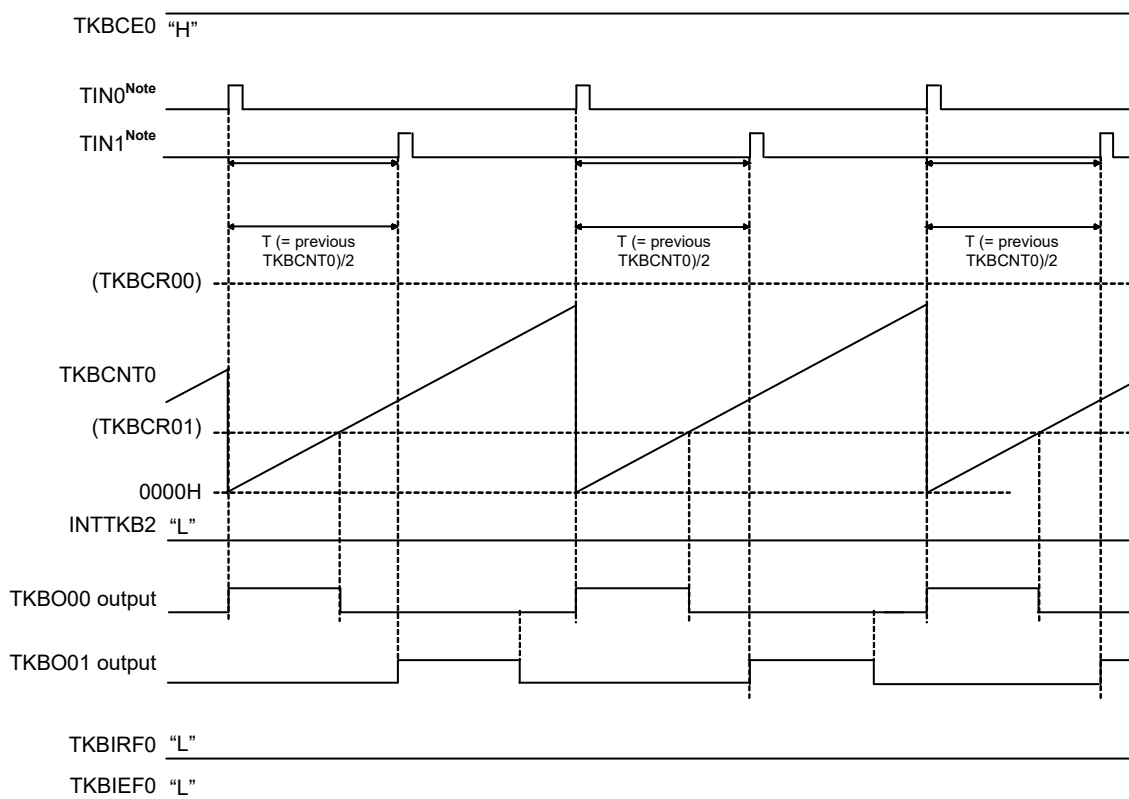 TKBCE0 “H”
TIN0Note
TIN1Note
T (= previous
TKBCNT0)/2
T (= previous
TKBCNT0)/2
T (= previous
TKBCNT0)/2
(TKBCR00)
TKBCNT0
(TKBCR01)
0000H
INTTKB2 “L”
TKBO00 output
TKBO01 output
TKBIRF0 “L”
TKBIEF0 “L”